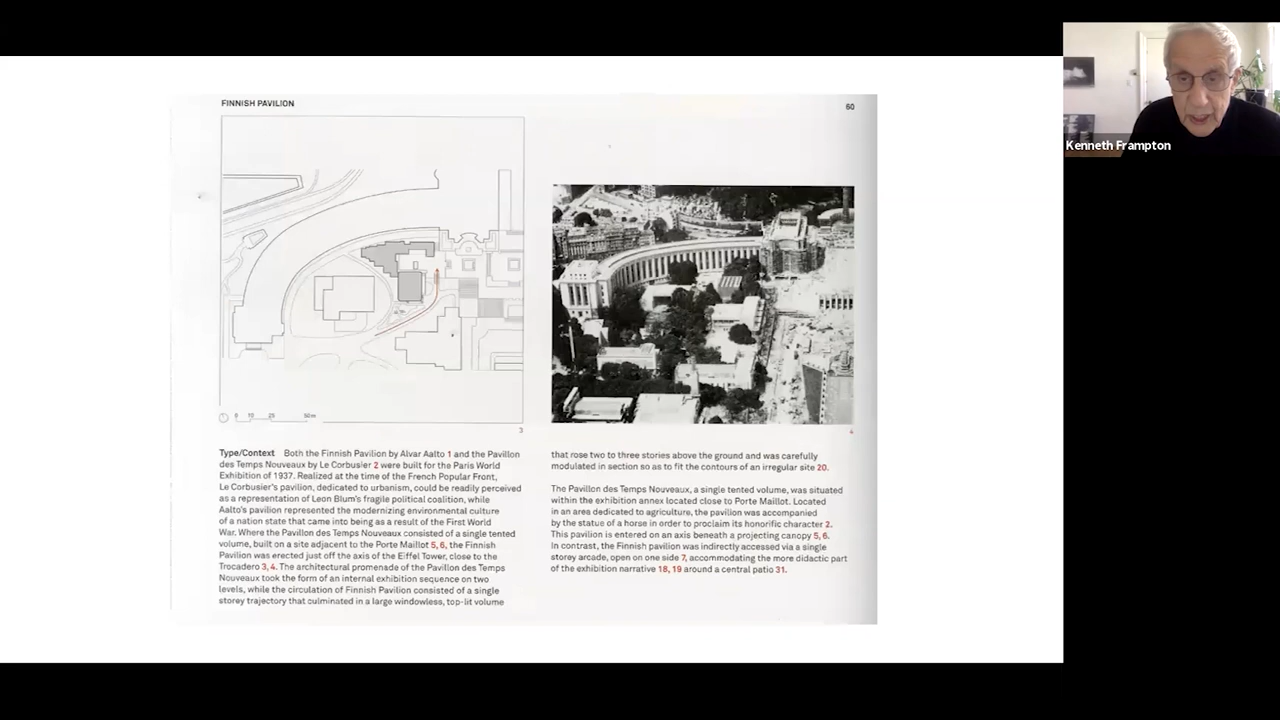 FINNISH PAVILION
60
Kenneth Frampton
0 10 25 50m
3
4
Type/Context Both the Finnish Pavilion by Alvar Aalto 1 and the Pavillon
des Temps Nouveaux by Le Corbusier 2 were built for the Paris World
Exhibition of 1937. Realized at the time of the French Popular Front,
Le Corbusier's pavilion, dedicated to urbanism, could be readily perceived
as a representation of Leon Blum's fragile political coalition, while
Aalto's pavilion represented the modernizing environmental culture
of a nation state that came into being as a result of the First World
War. Where the Pavillon des Temps Nouveaux consisted of a single tented
volume, built on a site adjacent to the Porte Maillot 5, 6, the Finnish
Pavilion was erected just off the axis of the Eiffel Tower, close to the
Trocadero 3, 4. The architectural promenade of the Pavillon des Temps
Nouveaux took the form of an internal exhibition sequence on two
levels, while the circulation of Finnish Pavilion consisted of a single
storey trajectory that culminated in a large windowless, top-lit volume
that rose two to three stories above the ground and was carefully
modulated in section so as to fit the contours of an irregular site 20.
The Pavillon des Temps Nouveaux, a single tented volume, was situated
within the exhibition annex located close to Porte Maillot. Located
in an area dedicated to agriculture, the pavilion was accompanied
by the statue of a horse in order to proclaim its honorific character 2.
This pavilion is entered on an axis beneath a projecting canopy 5, 6.
In contrast, the Finnish pavilion was indirectly accessed via a single
storey arcade, open on one side 7, accommodating the more didactic part
of the exhibition narrative 18, 19 around a central patio 31.